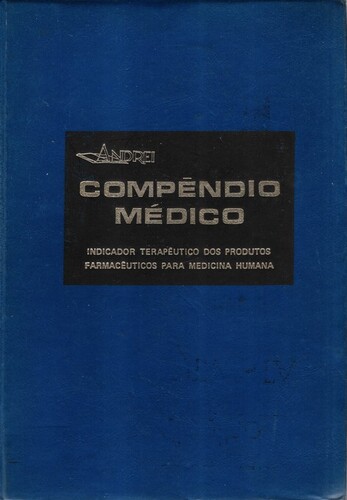 ANDREI
COMPÊNDIO
MÉDICO
INDICADOR TERAPÊUTICO DOS PRODUTOS
FARMACÊUTICOS PARA MEDICINA HUMANA